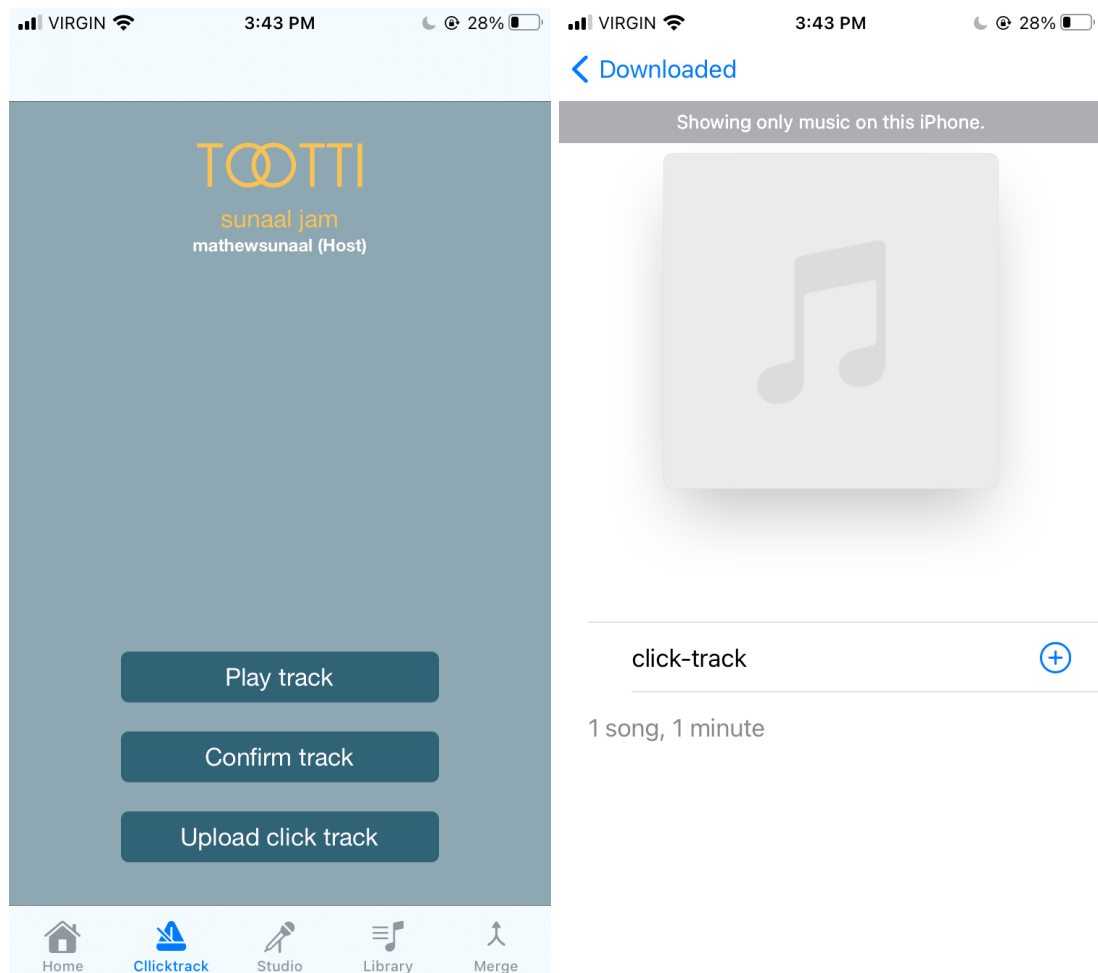 VIRGIN 3:43 PM 28%
TOOTTI
sunaal jam
mathewsunaal (Host)
Play track
Confirm track
Upload click track
Home Cllicktrack Studio Library Merge
VIRGIN 3:43 PM 28%
Downloaded
Showing only music on this iPhone.
click-track
1 song, 1 minute